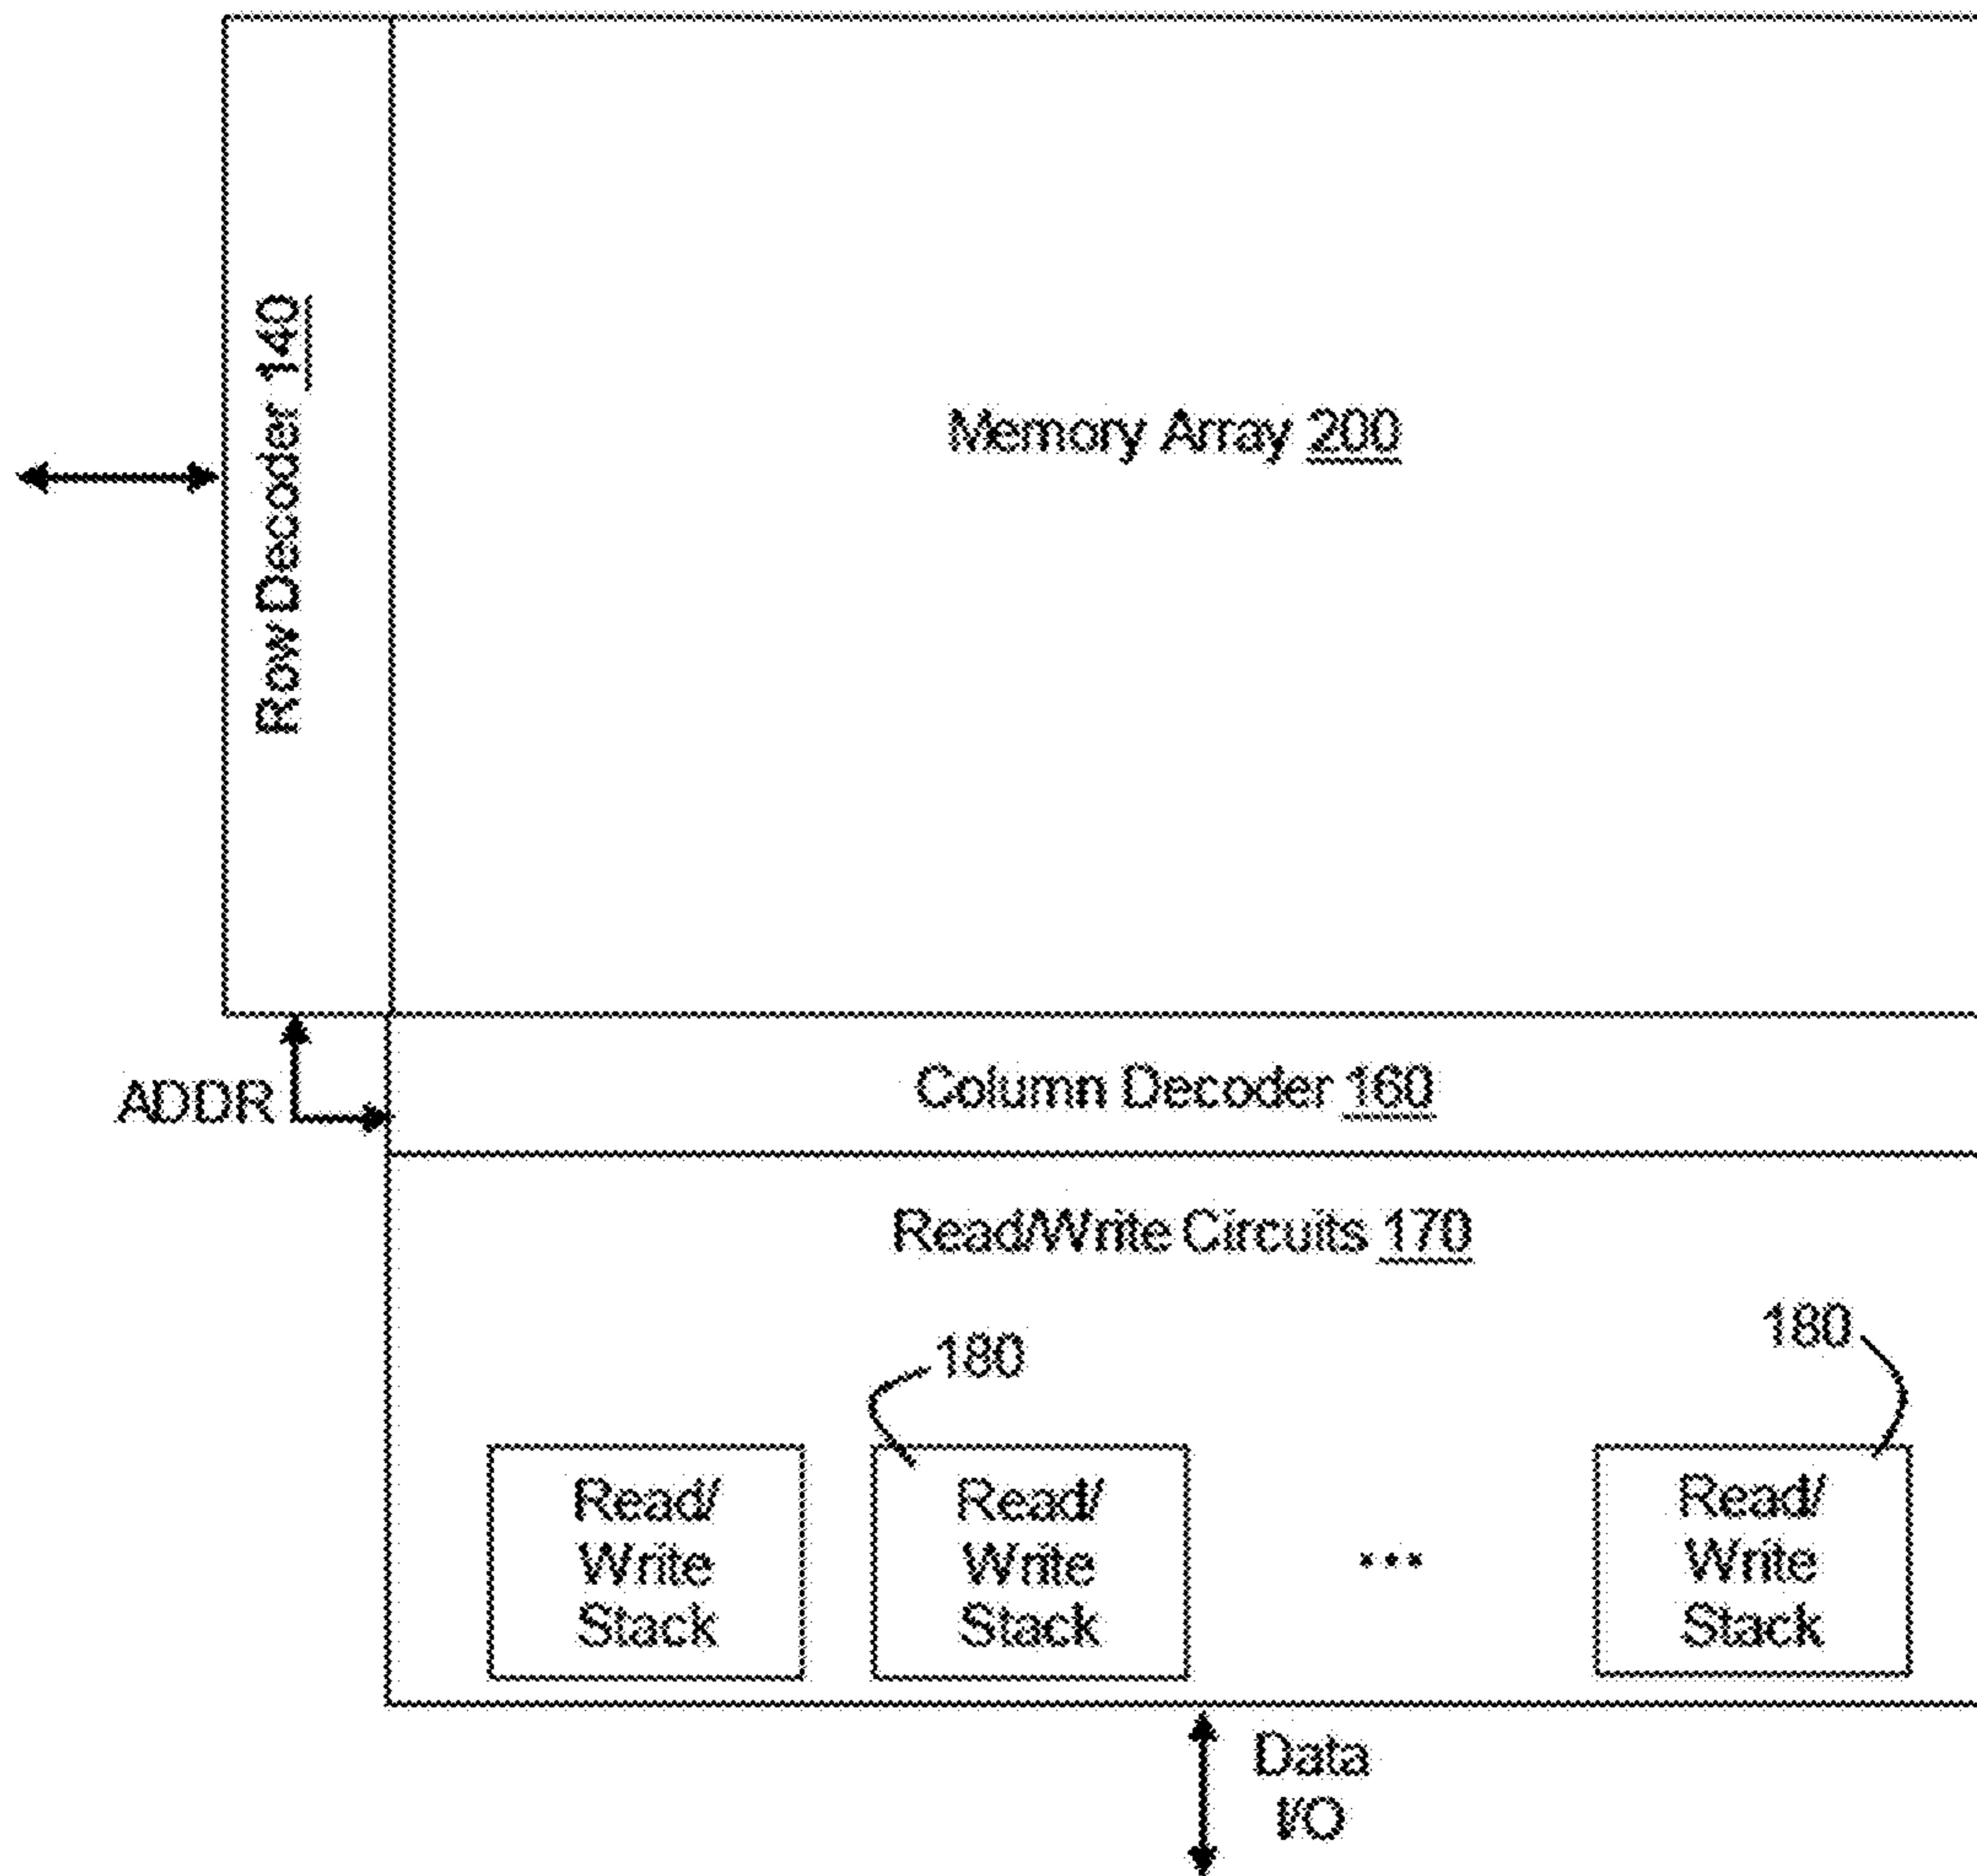 Row Decoder 140
Memory Array 200
ADDR
Column Decoder 160
Read/Write Circuits 170
180
180
Read/
Write
Stack
Read/
Write
Stack
...
Read/
Write
Stack
Data
I/O